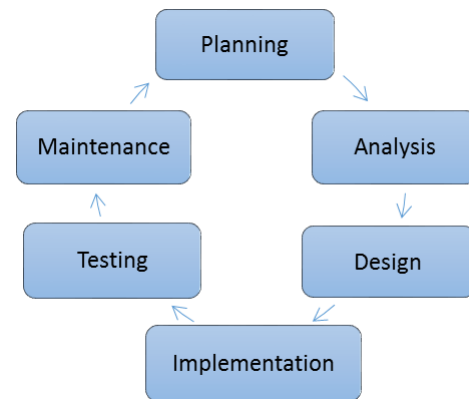 Planning
Analysis
Design
Implementation
Testing
Maintenance